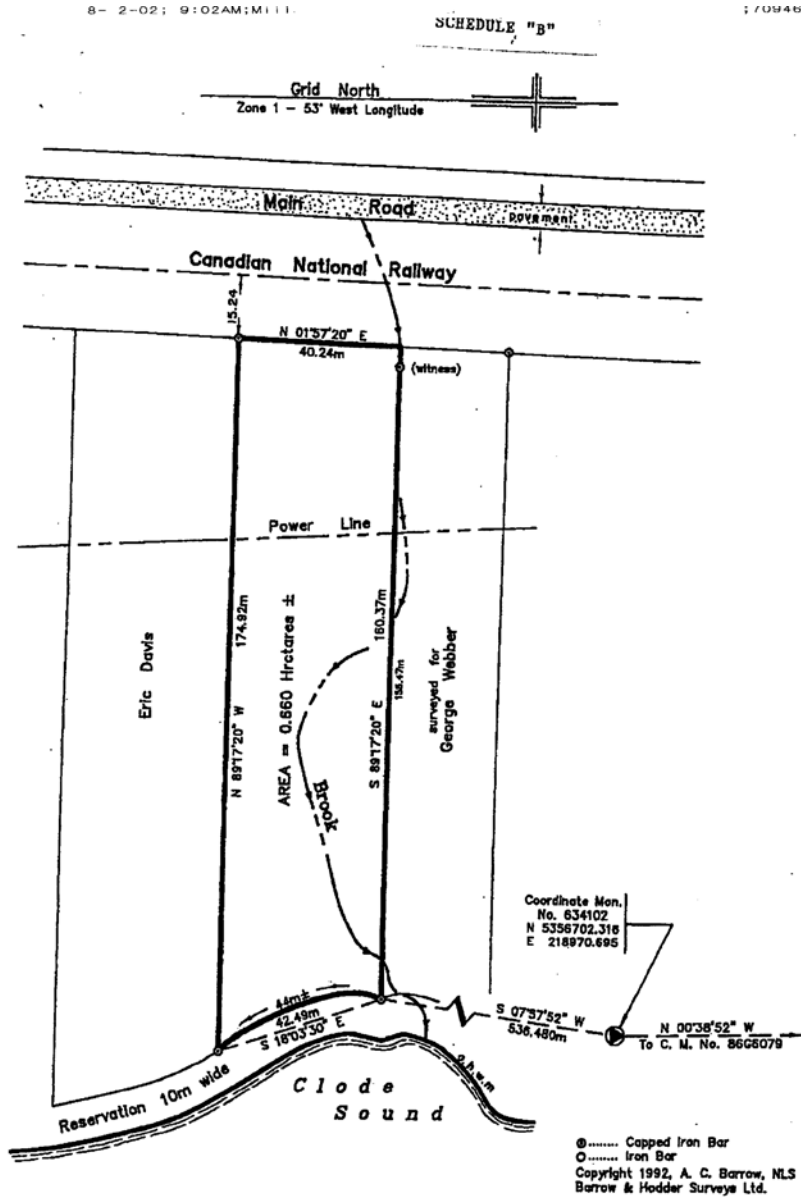 8- 2-02; 9:02AM;
SCHEDULE "B"
;70946
Grid North
Zone 1 – 53° West Longitude
Main Road
pavement
Canadian National Railway
15.24
N 01°57'20" E
40.24m
(witness)
Power Line
Eric Davis
N 89°17'20" W
174.92m
AREA = 0.660 Hrctares ±
Brook
S 89°17'20" E
160.37m
surveyed for
George Webber
Coordinate Mon.
No. 634102
N 5356702.316
E 218970.695
44m±
42.49m
S 18°03'30" E
S 07°57'52" W
536.480m
N 00°38'52" W
To C. M. No. 86G6079
Reservation 10m wide
o.h.w.m
Clode
Sound
........ Capped Iron Bar
........ Iron Bar
Copyright 1992, A. C. Barrow, NLS
Barrow & Hodder Surveys Ltd.